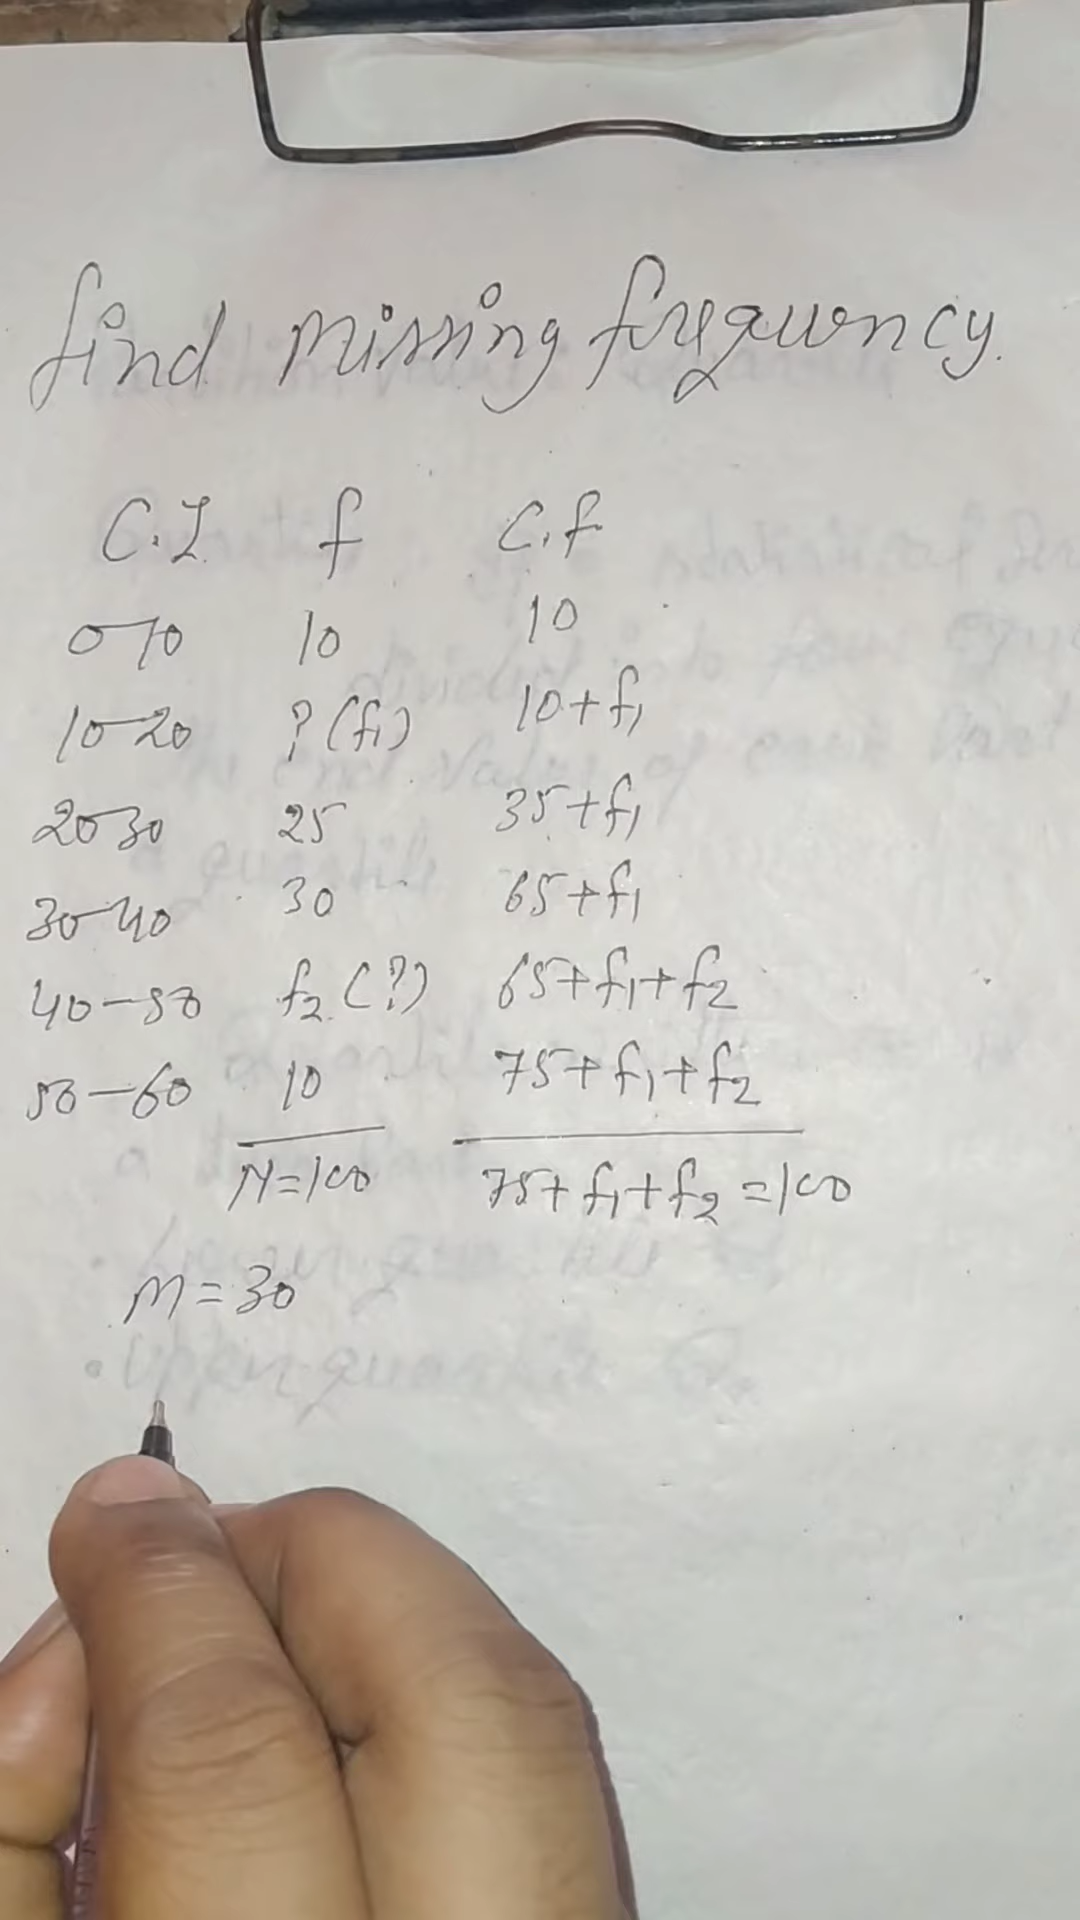 find missing frequency.
C.I f C.f
0-10 10 10
10-20 ? (f1) 10+f1
20-30 25 35+f1
30-40 30 65+f1
40-50 f2 (?) 65+f1+f2
50-60 10 75+f1+f2
N=100 75+f1+f2=100
M=30